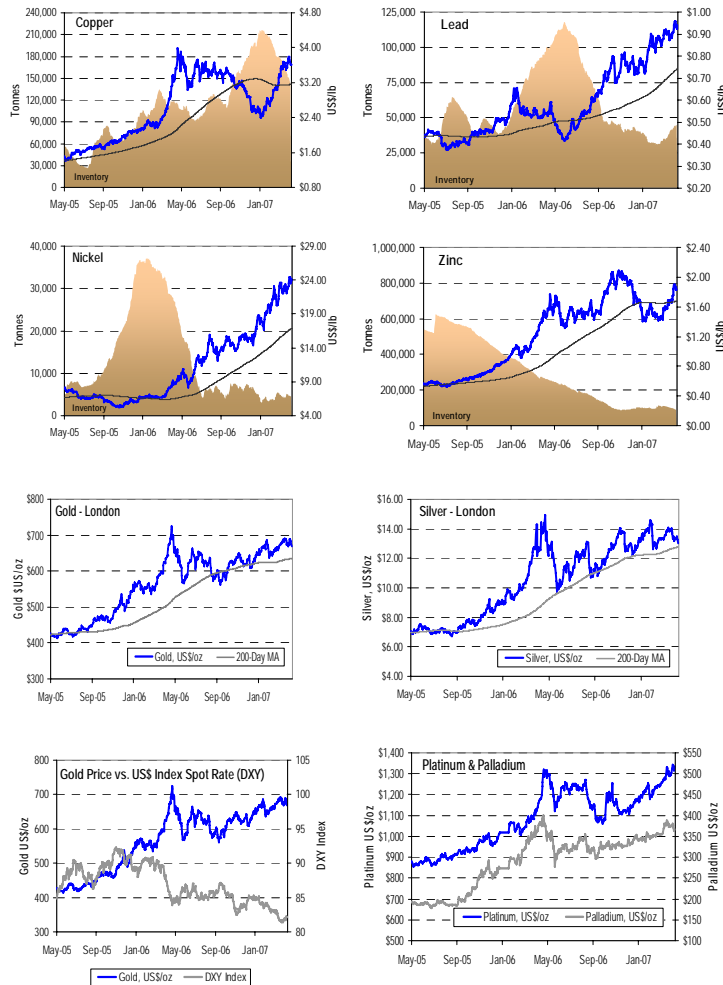 Copper
240,000
210,000
180,000
150,000
120,000
90,000
60,000
30,000
0
Tonnes
$4.80
$4.00
$3.20
$2.40
$1.60
$0.80
US$/lb
Inventory
May-05 Sep-05 Jan-06 May-06 Sep-06 Jan-07
Lead
125,000
100,000
75,000
50,000
25,000
0
Tonnes
$1.00
$0.90
$0.80
$0.70
$0.60
$0.50
$0.40
$0.30
$0.20
US$/lb
Inventory
May-05 Sep-05 Jan-06 May-06 Sep-06 Jan-07
Nickel
40,000
30,000
20,000
10,000
0
Tonnes
$29.00
$24.00
$19.00
$14.00
$9.00
$4.00
US$/lb
Inventory
May-05 Sep-05 Jan-06 May-06 Sep-06 Jan-07
Zinc
1,000,000
800,000
600,000
400,000
200,000
0
Tonnes
$2.40
$2.00
$1.60
$1.20
$0.80
$0.40
$0.00
US$/lb
Inventory
May-05 Sep-05 Jan-06 May-06 Sep-06 Jan-07
Gold - London
$800
$700
$600
$500
$400
$300
Gold $US/oz
Gold, US$/oz 200-Day MA
May-05 Sep-05 Jan-06 May-06 Sep-06 Jan-07
Silver - London
$16.00
$14.00
$12.00
$10.00
$8.00
$6.00
$4.00
Silver, US$/oz
Silver, US$/oz 200-Day MA
May-05 Sep-05 Jan-06 May-06 Sep-06 Jan-07
Gold Price vs. US$ Index Spot Rate (DXY)
800
700
600
500
400
300
Gold US$/oz
105
100
95
90
85
80
DXY Index
May-05 Sep-05 Jan-06 May-06 Sep-06 Jan-07
Gold, US$/oz DXY Index
Platinum & Palladium
$1,400
$1,300
$1,200
$1,100
$1,000
$900
$800
$700
$600
$500
Platinum US$/oz
$550
$500
$450
$400
$350
$300
$250
$200
$150
$100
Palladium US$/oz
Platinum, US$/oz Palladium, US$/oz
May-05 Sep-05 Jan-06 May-06 Sep-06 Jan-07